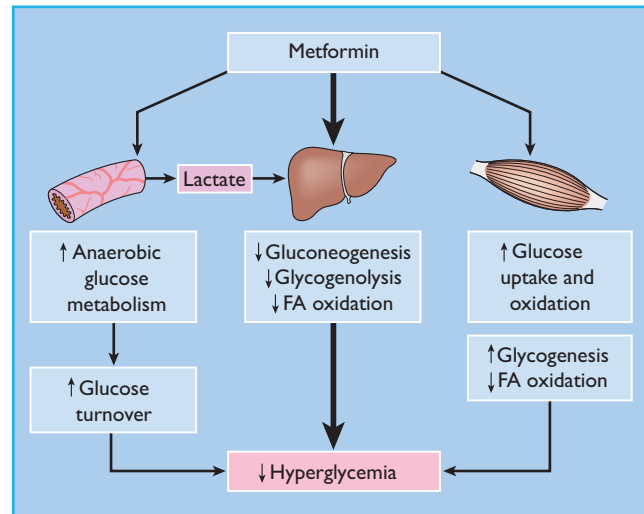 Metformin
Lactate
↑ Anaerobic
glucose
metabolism
↓Gluconeogenesis
↓Glycogenolysis
↓ FA oxidation
↑ Glucose
uptake and
oxidation
↑ Glucose
turnover
↑Glycogenesis
↓FA oxidation
↓ Hyperglycemia